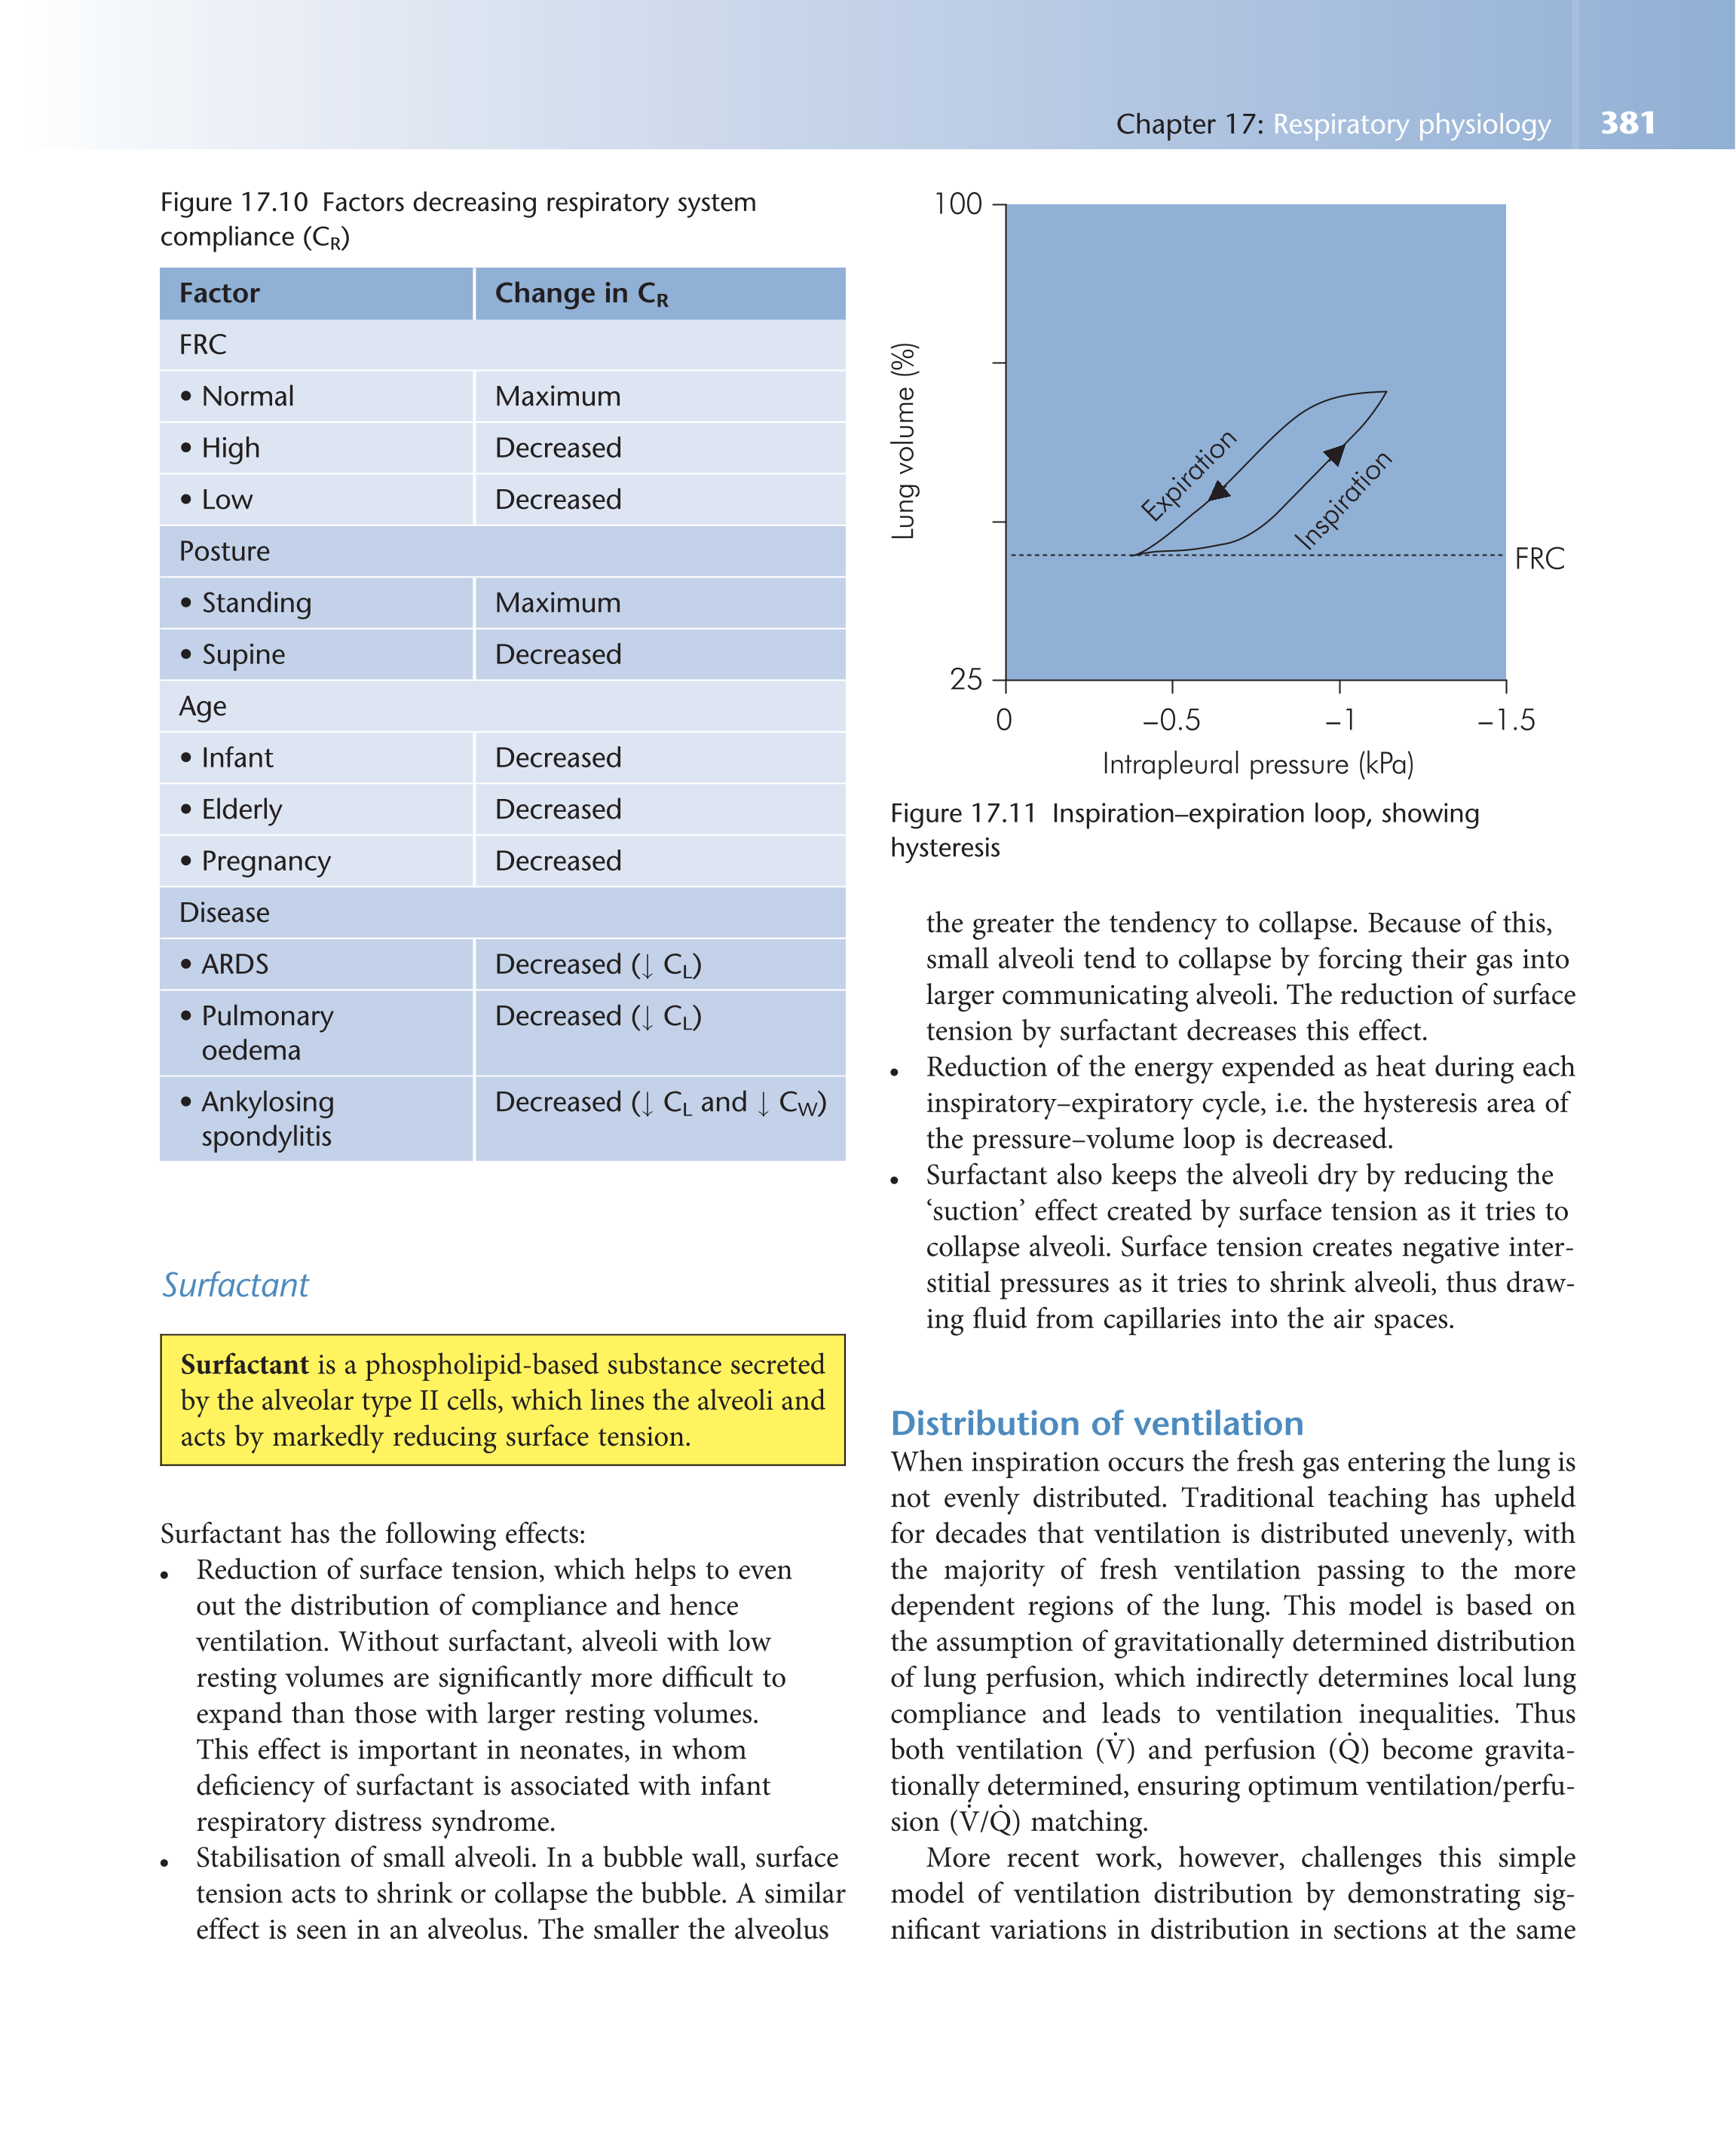 Chapter 17: Respiratory physiology 381
Figure 17.10 Factors decreasing respiratory system
compliance (CR)
Factor Change in CR
FRC
• Normal Maximum
• High Decreased
• Low Decreased
Posture
• Standing Maximum
• Supine Decreased
Age
• Infant Decreased
• Elderly Decreased
• Pregnancy Decreased
Disease
• ARDS Decreased (↓ CL)
• Pulmonary Decreased (↓ CL)
oedema
• Ankylosing Decreased (↓ CL and ↓ CW)
spondylitis
Surfactant
Surfactant is a phospholipid-based substance secreted
by the alveolar type II cells, which lines the alveoli and
acts by markedly reducing surface tension.
Surfactant has the following effects:
• Reduction of surface tension, which helps to even
out the distribution of compliance and hence
ventilation. Without surfactant, alveoli with low
resting volumes are significantly more difficult to
expand than those with larger resting volumes.
This effect is important in neonates, in whom
deficiency of surfactant is associated with infant
respiratory distress syndrome.
• Stabilisation of small alveoli. In a bubble wall, surface
tension acts to shrink or collapse the bubble. A similar
effect is seen in an alveolus. The smaller the alveolus
100
Lung volume (%)
Expiration
Inspiration
FRC
25
0 –0.5 –1 –1.5
Intrapleural pressure (kPa)
Figure 17.11 Inspiration–expiration loop, showing
hysteresis
the greater the tendency to collapse. Because of this,
small alveoli tend to collapse by forcing their gas into
larger communicating alveoli. The reduction of surface
tension by surfactant decreases this effect.
• Reduction of the energy expended as heat during each
inspiratory–expiratory cycle, i.e. the hysteresis area of
the pressure–volume loop is decreased.
• Surfactant also keeps the alveoli dry by reducing the
‘suction’ effect created by surface tension as it tries to
collapse alveoli. Surface tension creates negative inter-
stitial pressures as it tries to shrink alveoli, thus draw-
ing fluid from capillaries into the air spaces.
Distribution of ventilation
When inspiration occurs the fresh gas entering the lung is
not evenly distributed. Traditional teaching has upheld
for decades that ventilation is distributed unevenly, with
the majority of fresh ventilation passing to the more
dependent regions of the lung. This model is based on
the assumption of gravitationally determined distribution
of lung perfusion, which indirectly determines local lung
compliance and leads to ventilation inequalities. Thus
both ventilation (V̇) and perfusion (Q̇) become gravita-
tionally determined, ensuring optimum ventilation/perfu-
sion (V̇/Q̇) matching.
More recent work, however, challenges this simple
model of ventilation distribution by demonstrating sig-
nificant variations in distribution in sections at the same